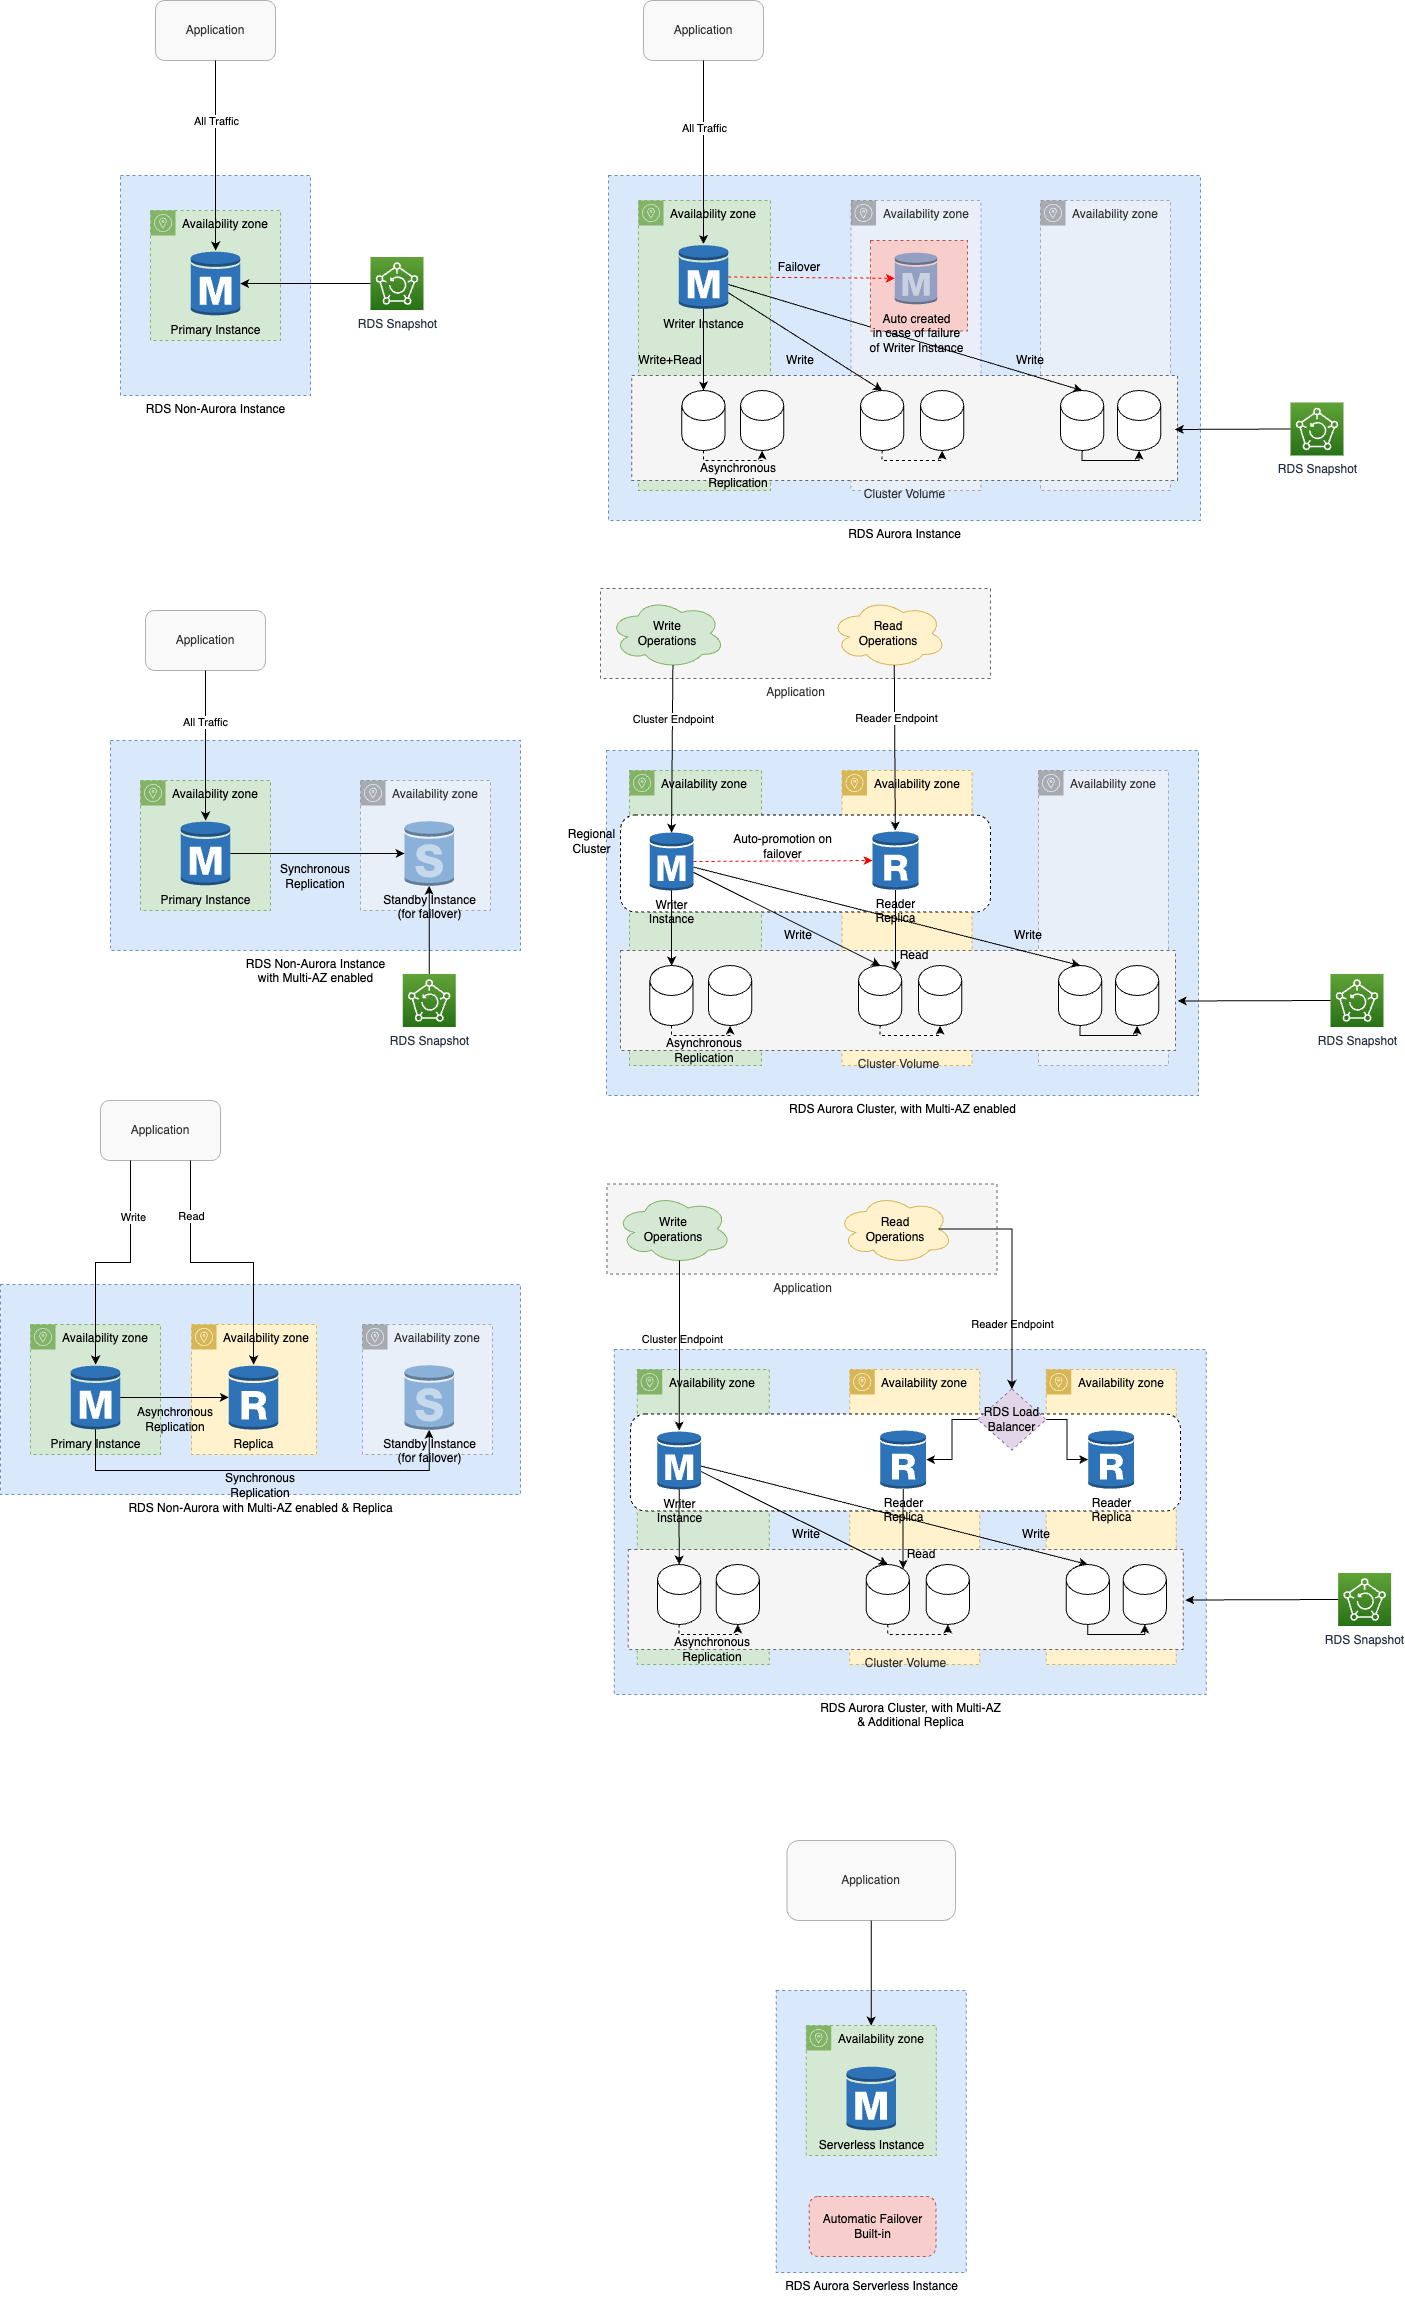 Application
All Traffic
Availability zone
M
Primary Instance
RDS Snapshot
RDS Non-Aurora Instance
Application
All Traffic
Availability zone
Availability zone
Availability zone
M
Failover
M
Writer Instance
Auto created
in case of failure
of Writer Instance
Write+Read
Write
Write
Asynchronous
Replication
Cluster Volume
RDS Snapshot
RDS Aurora Instance
Application
All Traffic
Availability zone
Availability zone
M
S
Synchronous
Replication
Primary Instance
Standby Instance
(for failover)
RDS Non-Aurora Instance
with Multi-AZ enabled
RDS Snapshot
Write
Operations
Read
Operations
Application
Cluster Endpoint
Reader Endpoint
Availability zone
Availability zone
Availability zone
Regional
Cluster
M
Auto-promotion on
failover
R
Writer
Instance
Reader
Replica
Write
Read
Write
Asynchronous
Replication
Cluster Volume
RDS Snapshot
RDS Aurora Cluster, with Multi-AZ enabled
Application
Write
Read
Availability zone
Availability zone
Availability zone
M
R
S
Asynchronous
Replication
Primary Instance
Replica
Standby Instance
(for failover)
Synchronous
Replication
RDS Non-Aurora with Multi-AZ enabled & Replica
Write
Operations
Read
Operations
Application
Cluster Endpoint
Reader Endpoint
Availability zone
Availability zone
Availability zone
RDS Load
Balancer
M
R
R
Writer
Instance
Reader
Replica
Reader
Replica
Write
Read
Write
Asynchronous
Replication
Cluster Volume
RDS Snapshot
RDS Aurora Cluster, with Multi-AZ
& Additional Replica
Application
Availability zone
M
Serverless Instance
Automatic Failover
Built-in
RDS Aurora Serverless Instance